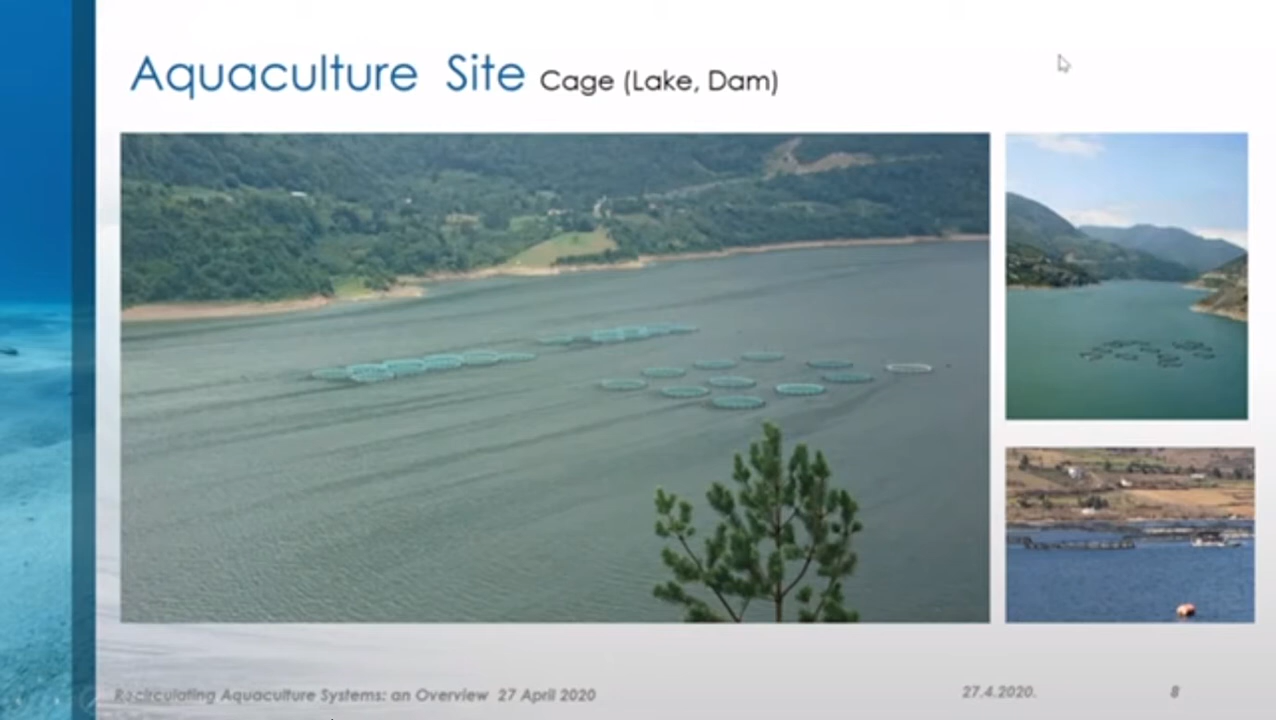 Aquaculture Site Cage (Lake, Dam)
Recirculating Aquaculture Systems: an Overview 27 April 2020
27.4.2020.
8